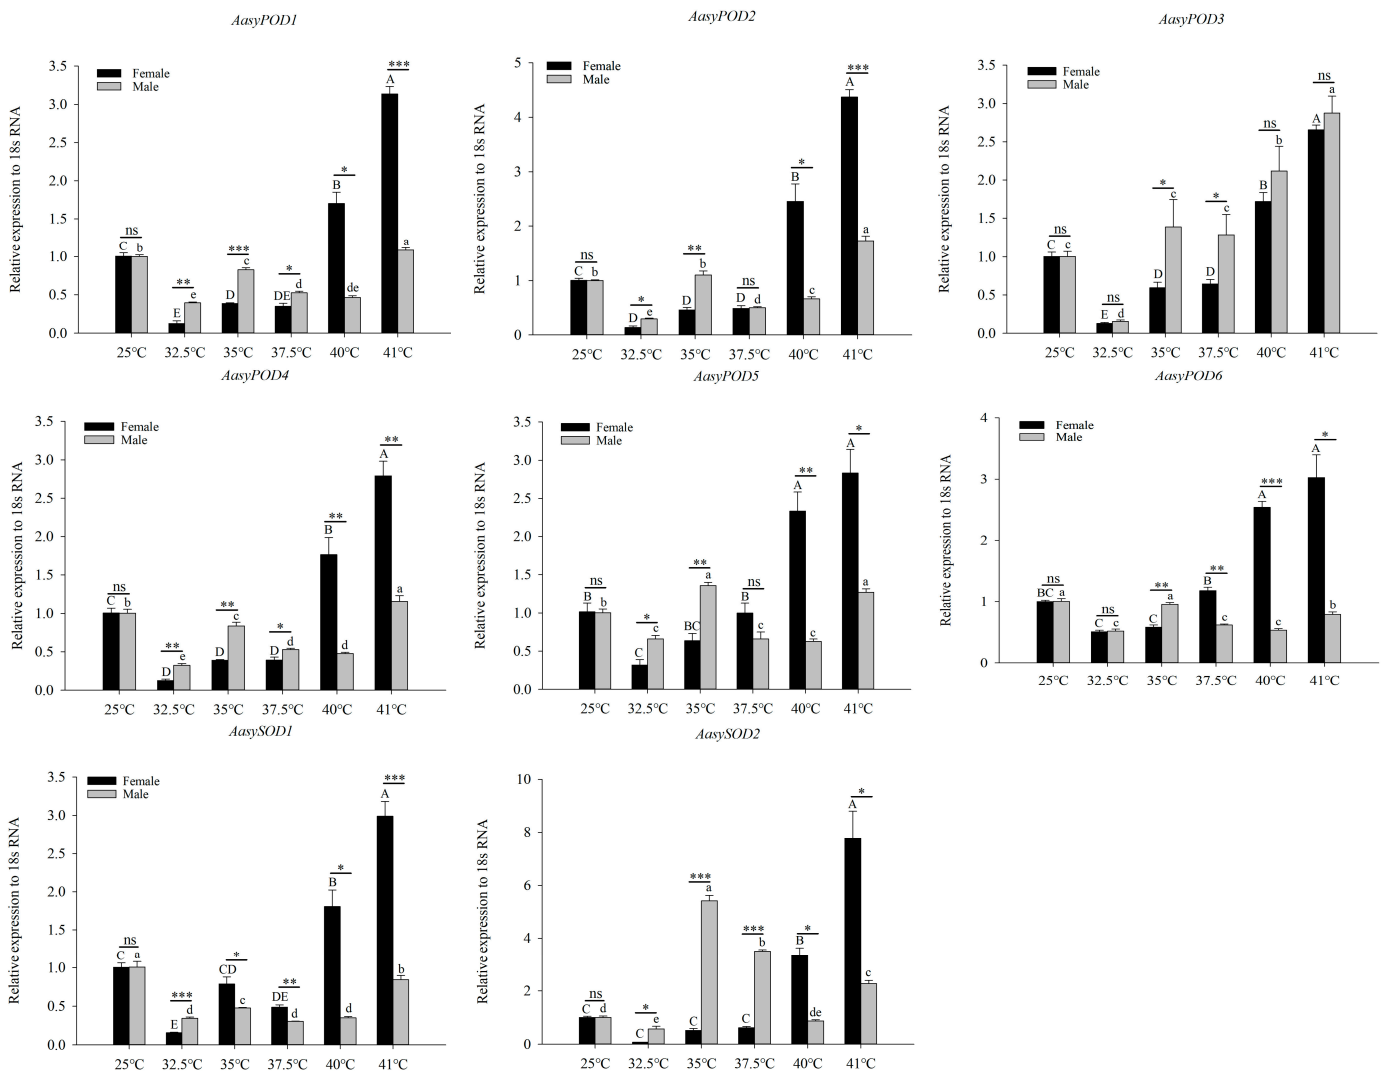 AasyPOD1
Relative expression to 18s RNA
3.5
3.0
2.5
2.0
1.5
1.0
0.5
0.0
Female
Male
ns
C b
**
E e
***
D c
*
DE d
*
B de
***
A a
25°C 32.5°C 35°C 37.5°C 40°C 41°C
AasyPOD2
Relative expression to 18s RNA
5
4
3
2
1
0
Female
Male
ns
C b
*
D e
**
D b
ns
D d
*
B c
***
A a
25°C 32.5°C 35°C 37.5°C 40°C 41°C
AasyPOD3
Relative expression to 18s RNA
3.5
3.0
2.5
2.0
1.5
1.0
0.5
0.0
Female
Male
ns
C c
ns
E d
*
D c
*
D c
ns
B b
ns
A a
25°C 32.5°C 35°C 37.5°C 40°C 41°C
AasyPOD4
Relative expression to 18s RNA
3.5
3.0
2.5
2.0
1.5
1.0
0.5
0.0
Female
Male
ns
C b
**
D e
**
D c
*
D d
**
B d
**
A a
25°C 32.5°C 35°C 37.5°C 40°C 41°C
AasyPOD5
Relative expression to 18s RNA
3.5
3.0
2.5
2.0
1.5
1.0
0.5
0.0
Female
Male
ns
B b
*
C c
**
BC a
ns
B c
**
A c
*
A a
25°C 32.5°C 35°C 37.5°C 40°C 41°C
AasyPOD6
Relative expression to 18s RNA
4
3
2
1
0
Female
Male
ns
BC a
ns
C c
**
C a
**
B c
***
A c
*
A b
25°C 32.5°C 35°C 37.5°C 40°C 41°C
AasySOD1
Relative expression to 18s RNA
3.5
3.0
2.5
2.0
1.5
1.0
0.5
0.0
Female
Male
ns
C a
***
E d
*
CD c
**
DE d
*
B d
***
A b
25°C 32.5°C 35°C 37.5°C 40°C 41°C
AasySOD2
Relative expression to 18s RNA
10
8
6
4
2
0
ns
C d
*
C e
***
C a
***
C b
*
B de
*
A c
25°C 32.5°C 35°C 37.5°C 40°C 41°C